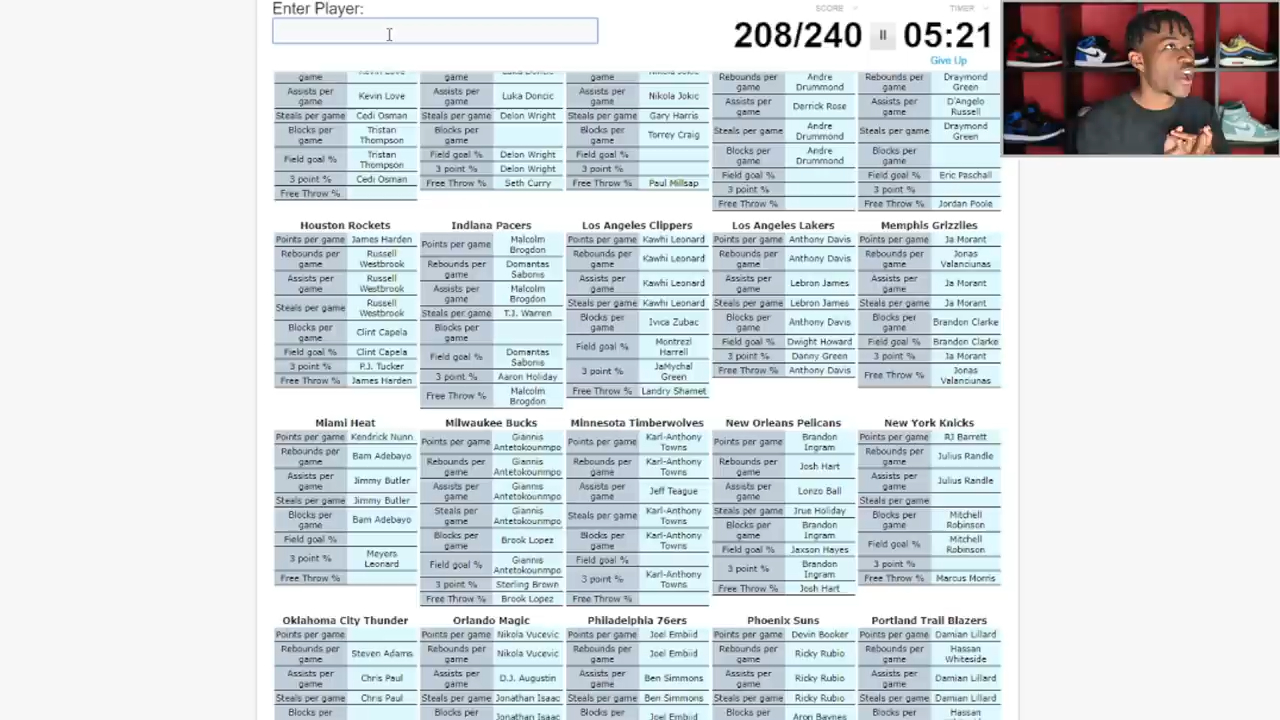 Enter Player:
SCORE
TIMER
208/240
05:21
Give Up
game
Kevin Love
game
Luka Doncic
game
Nikola Jokic
Rebounds per game
Andre Drummond
Rebounds per game
Draymond Green
Assists per game
Kevin Love
Assists per game
Luka Doncic
Assists per game
Nikola Jokic
Assists per game
Derrick Rose
Assists per game
D'Angelo Russell
Steals per game
Cedi Osman
Steals per game
Delon Wright
Steals per game
Gary Harris
Steals per game
Andre Drummond
Steals per game
Draymond Green
Blocks per game
Tristan Thompson
Blocks per game
Blocks per game
Torrey Craig
Blocks per game
Andre Drummond
Blocks per game
Field goal %
Tristan Thompson
Field goal %
Delon Wright
Field goal %
Field goal %
Field goal %
Eric Paschall
3 point %
Cedi Osman
3 point %
Delon Wright
3 point %
3 point %
3 point %
Free Throw %
Free Throw %
Seth Curry
Free Throw %
Paul Millsap
Free Throw %
Free Throw %
Jordan Poole
Houston Rockets
Points per game
James Harden
Rebounds per game
Russell Westbrook
Assists per game
Russell Westbrook
Steals per game
Russell Westbrook
Blocks per game
Clint Capela
Field goal %
Clint Capela
3 point %
P.J. Tucker
Free Throw %
James Harden
Indiana Pacers
Points per game
Malcolm Brogdon
Rebounds per game
Domantas Sabonis
Assists per game
Malcolm Brogdon
Steals per game
T.J. Warren
Blocks per game
Field goal %
Domantas Sabonis
3 point %
Aaron Holiday
Free Throw %
Malcolm Brogdon
Los Angeles Clippers
Points per game
Kawhi Leonard
Rebounds per game
Kawhi Leonard
Assists per game
Kawhi Leonard
Steals per game
Kawhi Leonard
Blocks per game
Ivica Zubac
Field goal %
Montrezl Harrell
3 point %
JaMychal Green
Free Throw %
Landry Shamet
Los Angeles Lakers
Points per game
Anthony Davis
Rebounds per game
Anthony Davis
Assists per game
Lebron James
Steals per game
Lebron James
Blocks per game
Anthony Davis
Field goal %
Dwight Howard
3 point %
Danny Green
Free Throw %
Anthony Davis
Memphis Grizzlies
Points per game
Ja Morant
Rebounds per game
Jonas Valanciunas
Assists per game
Ja Morant
Steals per game
Ja Morant
Blocks per game
Brandon Clarke
Field goal %
Brandon Clarke
3 point %
Ja Morant
Free Throw %
Jonas Valanciunas
Miami Heat
Points per game
Kendrick Nunn
Rebounds per game
Bam Adebayo
Assists per game
Jimmy Butler
Steals per game
Jimmy Butler
Blocks per game
Bam Adebayo
Field goal %
3 point %
Meyers Leonard
Free Throw %
Milwaukee Bucks
Points per game
Giannis Antetokounmpo
Rebounds per game
Giannis Antetokounmpo
Assists per game
Giannis Antetokounmpo
Steals per game
Giannis Antetokounmpo
Blocks per game
Brook Lopez
Field goal %
Giannis Antetokounmpo
3 point %
Sterling Brown
Free Throw %
Brook Lopez
Minnesota Timberwolves
Points per game
Karl-Anthony Towns
Rebounds per game
Karl-Anthony Towns
Assists per game
Jeff Teague
Steals per game
Karl-Anthony Towns
Blocks per game
Karl-Anthony Towns
Field goal %
3 point %
Karl-Anthony Towns
Free Throw %
New Orleans Pelicans
Points per game
Brandon Ingram
Rebounds per game
Josh Hart
Assists per game
Lonzo Ball
Steals per game
Jrue Holiday
Blocks per game
Brandon Ingram
Field goal %
Jaxson Hayes
3 point %
Brandon Ingram
Free Throw %
Josh Hart
New York Knicks
Points per game
RJ Barrett
Rebounds per game
Julius Randle
Assists per game
Julius Randle
Steals per game
Blocks per game
Mitchell Robinson
Field goal %
Mitchell Robinson
3 point %
Free Throw %
Marcus Morris
Oklahoma City Thunder
Points per game
Rebounds per game
Steven Adams
Assists per game
Chris Paul
Steals per game
Chris Paul
Blocks per
Orlando Magic
Points per game
Nikola Vucevic
Rebounds per game
Nikola Vucevic
Assists per game
D.J. Augustin
Steals per game
Jonathan Isaac
Blocks per
Jonathan Isaac
Philadelphia 76ers
Points per game
Joel Embiid
Rebounds per game
Joel Embiid
Assists per game
Ben Simmons
Steals per game
Ben Simmons
Blocks per
Joel Embiid
Phoenix Suns
Points per game
Devin Booker
Rebounds per game
Ricky Rubio
Assists per game
Ricky Rubio
Steals per game
Ricky Rubio
Blocks per
Aron Baynes
Portland Trail Blazers
Points per game
Damian Lillard
Rebounds per game
Hassan Whiteside
Assists per game
Damian Lillard
Steals per game
Damian Lillard
Blocks per
Hassan